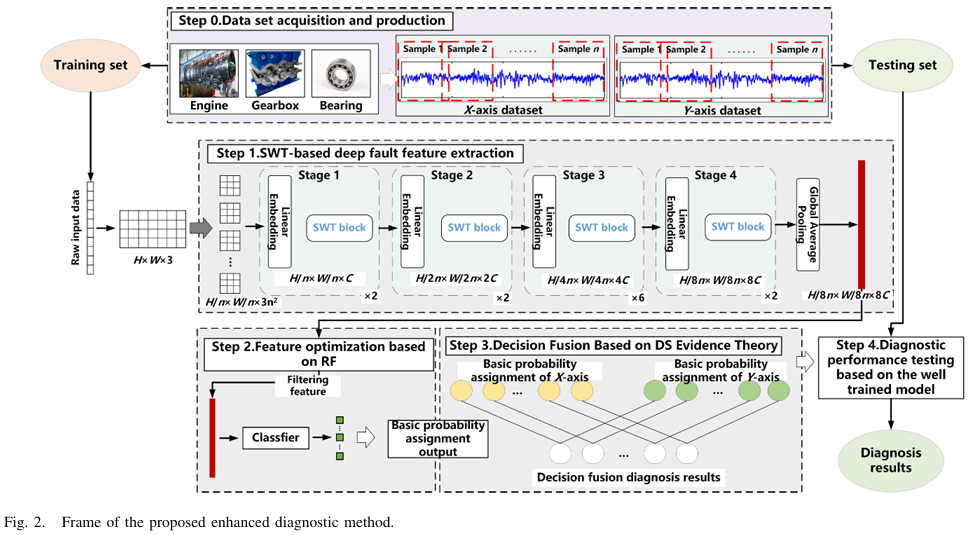 Step 0.Data set acquisition and production
Training set
Testing set
Engine
Gearbox
Bearing
Sample 1
Sample 2
......
Sample n
X-axis dataset
Sample 1
Sample 2
......
Sample n
Y-axis dataset
Step 1.SWT-based deep fault feature extraction
Raw input data
H×W×3
H/n×W/n×3n²
Stage 1
Linear
Embedding
SWT block
H/n×W/n×C
×2
Stage 2
Linear
Embedding
SWT block
H/2n×W/2n×2C
×2
Stage 3
Linear
Embedding
SWT block
H/4n×W/4n×4C
×6
Stage 4
Linear
Embedding
SWT block
H/8n×W/8n×8C
×2
Global Average
Pooling
H/8n×W/8n×8C
Step 2.Feature optimization based
on RF
Filtering
feature
Classfier
Basic probability
assignment
output
Step 3.Decision Fusion Based on DS Evidence Theory
Basic probability
assignment of X-axis
Basic probability
assignment of Y-axis
...
...
...
Decision fusion diagnosis results
Step 4.Diagnostic
performance testing
based on the well
trained model
Diagnosis
results
Fig. 2. Frame of the proposed enhanced diagnostic method.